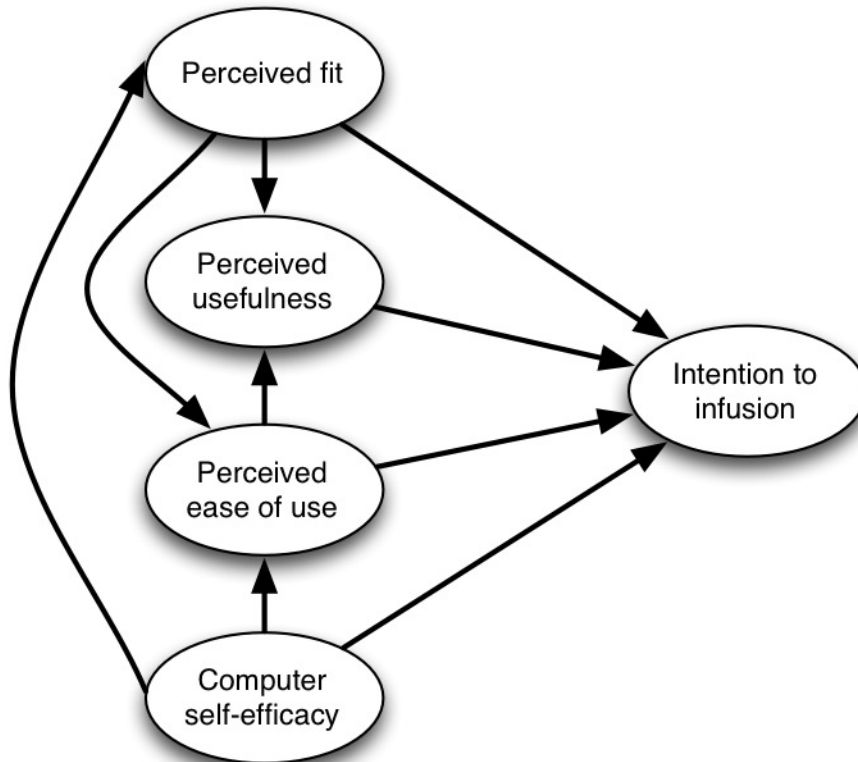 Perceived fit
Perceived
usefulness
Intention to
infusion
Perceived
ease of use
Computer
self-efficacy